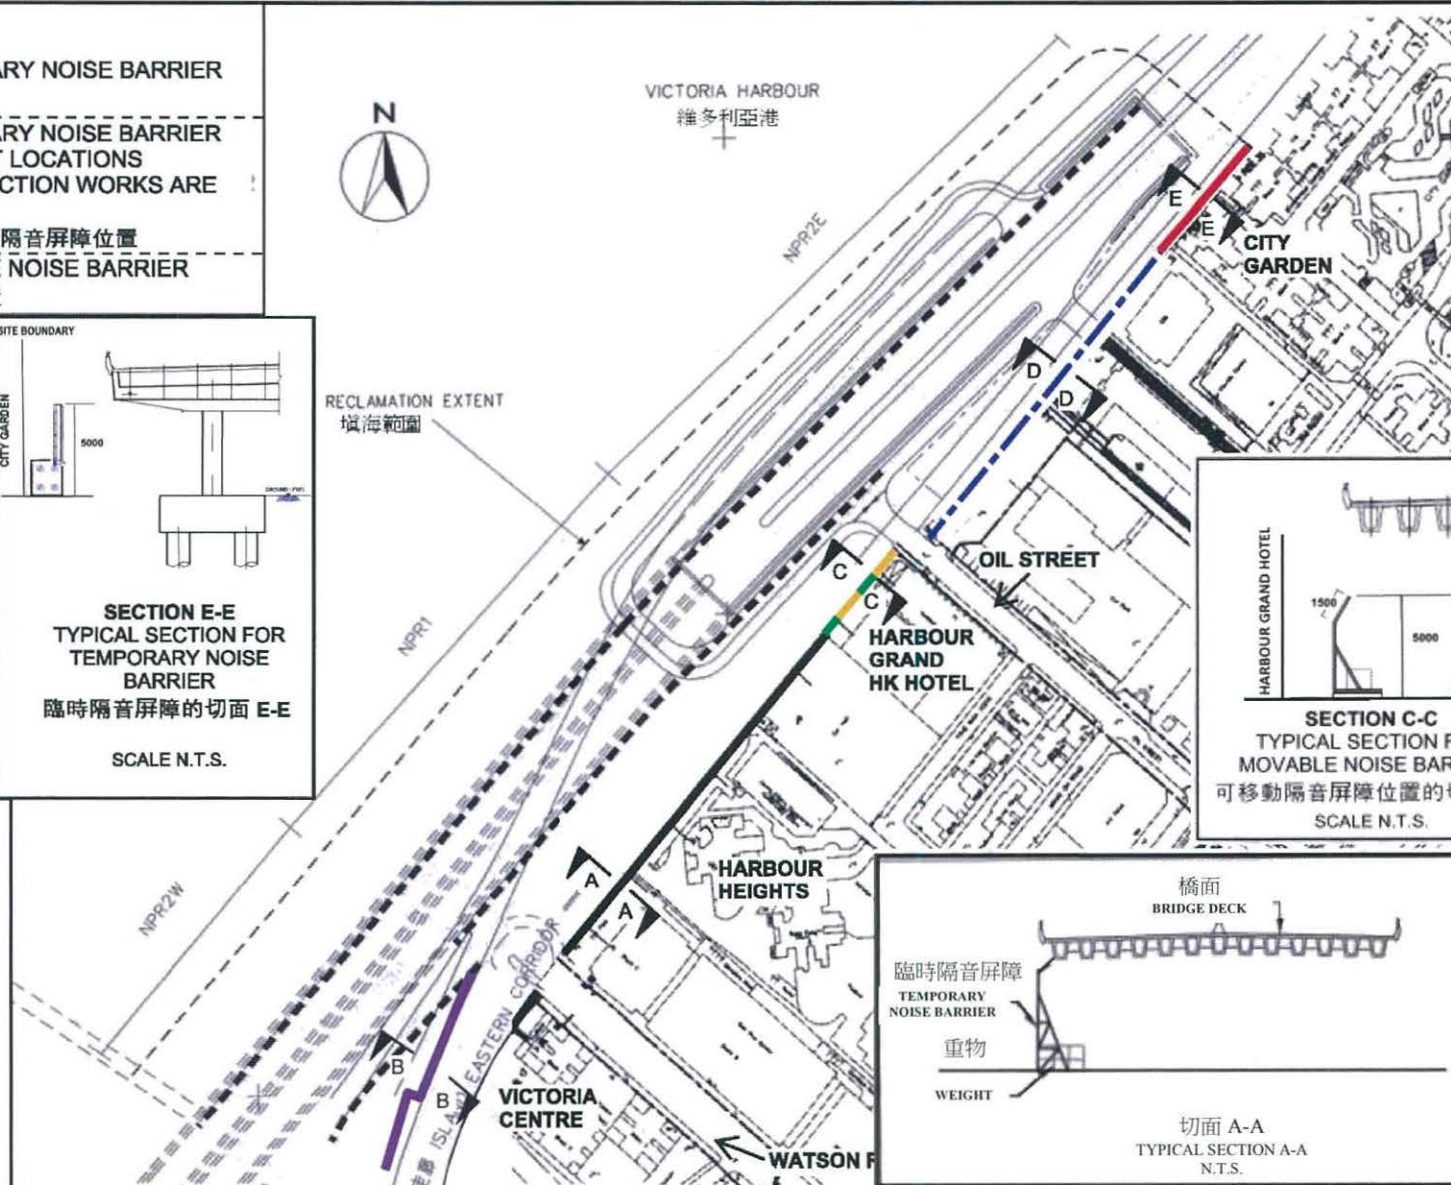 ARY NOISE BARRIER
ARY NOISE BARRIER
LOCATIONS
CTION WORKS ARE
隔音屏障位置
NOISE BARRIER
SITE BOUNDARY
CITY GARDEN
5000
SECTION E-E
TYPICAL SECTION FOR
TEMPORARY NOISE
BARRIER
臨時隔音屏障的切面 E-E
SCALE N.T.S.
N
VICTORIA HARBOUR
維多利亞港
NPR2E
RECLAMATION EXTENT
填海範圍
NPR1
NPR2W
E
E
CITY
GARDEN
D
D
OIL STREET
C
C
HARBOUR
GRAND
HK HOTEL
HARBOUR GRAND HOTEL
1500
5000
SECTION C-C
TYPICAL SECTION F
MOVABLE NOISE BAR
可移動隔音屏障位置的
SCALE N.T.S.
A
A
HARBOUR
HEIGHTS
B
B
EASTERN CORRIDOR
VICTORIA
CENTRE
WATSON
橋面
BRIDGE DECK
臨時隔音屏障
TEMPORARY
NOISE BARRIER
重物
WEIGHT
切面 A-A
TYPICAL SECTION A-A
N.T.S.